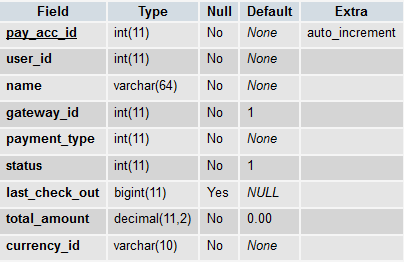 Field Type Null Default Extra
pay_acc_id int(11) No None auto_increment
user_id int(11) No None
name varchar(64) No None
gateway_id int(11) No 1
payment_type int(11) No None
status int(11) No 1
last_check_out bigint(11) Yes NULL
total_amount decimal(11,2) No 0.00
currency_id varchar(10) No None